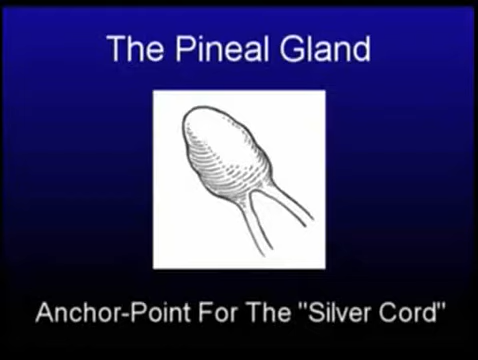 The Pineal Gland
Anchor-Point For The "Silver Cord"